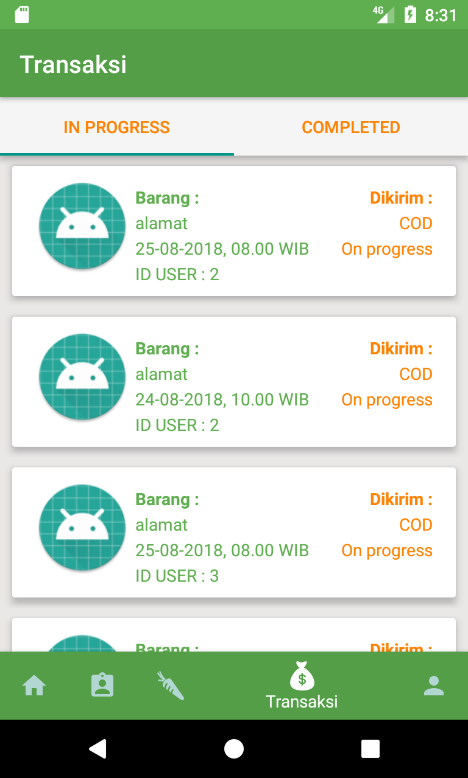 4G 8:31
Transaksi
IN PROGRESS COMPLETED
Barang : Dikirim :
alamat COD
25-08-2018, 08.00 WIB On progress
ID USER : 2
Barang : Dikirim :
alamat COD
24-08-2018, 10.00 WIB On progress
ID USER : 2
Barang : Dikirim :
alamat COD
25-08-2018, 08.00 WIB On progress
ID USER : 3
Barang : Dikirim :
$
Transaksi